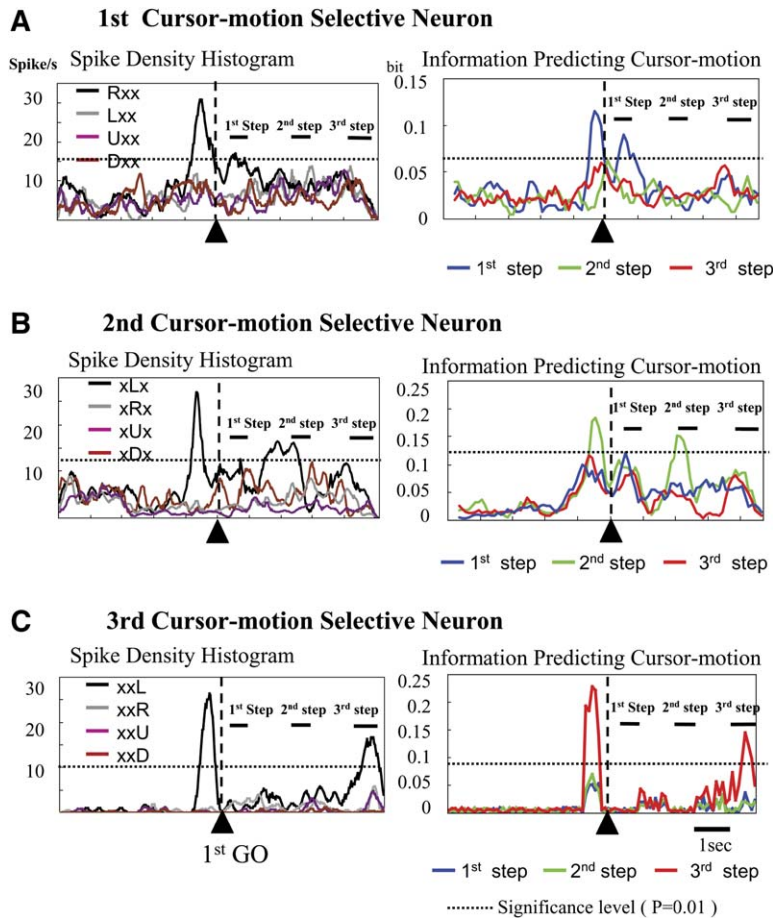 A 1st Cursor-motion Selective Neuron
Spike/s Spike Density Histogram
30
20
10
Rxx
Lxx
Uxx
Dxx
1st Step 2nd step 3rd step
bit Information Predicting Cursor-motion
0.15
0.1
0.05
0
1st Step 2nd step 3rd step
1st step 2nd step 3rd step
B 2nd Cursor-motion Selective Neuron
Spike Density Histogram
30
20
10
xLx
xRx
xUx
xDx
1st Step 2nd step 3rd step
Information Predicting Cursor-motion
0.25
0.20
0.15
0.1
0.05
0
1st Step 2nd step 3rd step
1st step 2nd step 3rd step
C 3rd Cursor-motion Selective Neuron
Spike Density Histogram
30
20
10
xxL
xxR
xxU
xxD
1st Step 2nd step 3rd step
1st GO
Information Predicting Cursor-motion
0.25
0.2
0.15
0.1
0.05
0
1st Step 2nd step 3rd step
1sec
1st step 2nd step 3rd step
Significance level ( P=0.01 )